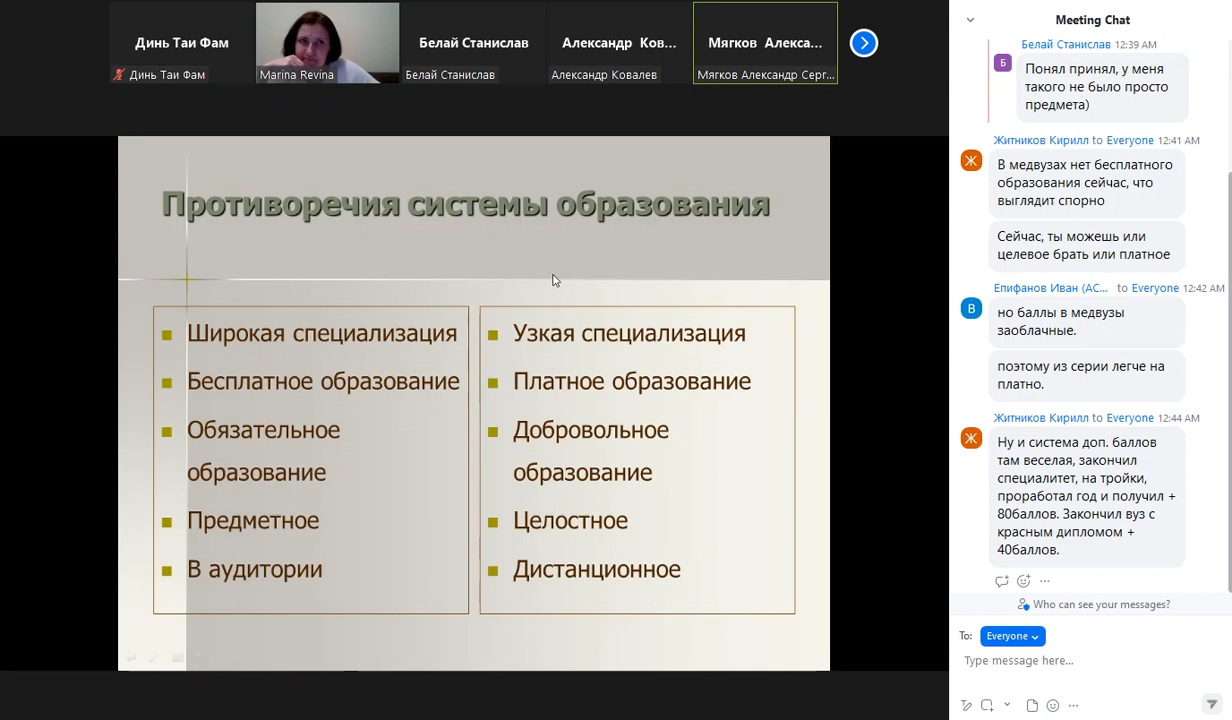 Динь Таи Фам
Динь Таи Фам
Marina Revina
Белай Станислав
Белай Станислав
Александр Ков...
Александр Ковалев
Мягков Алекса...
Мягков Александр Серг...
Противоречия системы образования
Широкая специализация
Бесплатное образование
Обязательное
образование
Предметное
В аудитории
Узкая специализация
Платное образование
Добровольное
образование
Целостное
Дистанционное
Meeting Chat
Белай Станислав 12:39 AM
Б
Понял принял, у меня
такого не было просто
предмета)
Житников Кирилл to Everyone 12:41 AM
Ж
В медвузах нет бесплатного
образования сейчас, что
выглядит спорно
Сейчас, ты можешь или
целевое брать или платное
Епифанов Иван (АС... to Everyone 12:42 AM
В
но баллы в медвузы
заоблачные.
поэтому из серии легче на
платно.
Житников Кирилл to Everyone 12:44 AM
Ж
Ну и система доп. баллов
там веселая, закончил
специалитет, на тройки,
проработал год и получил +
80баллов. Закончил вуз с
красным дипломом +
40баллов.
Who can see your messages?
To: Everyone
Type message here...